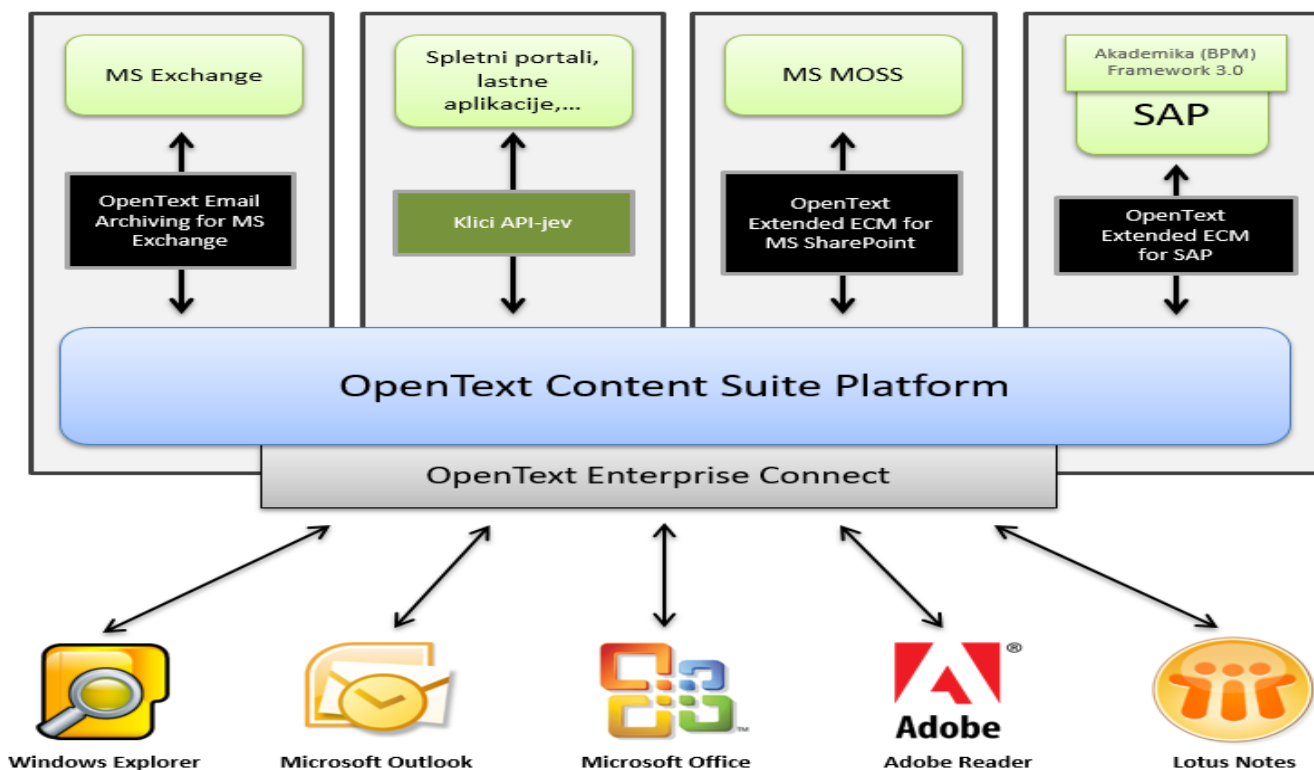 MS Exchange
Spletni portali,
lastne
aplikacije,...
MS MOSS
Akademika (BPM)
Framework 3.0
SAP
OpenText Email
Archiving for MS
Exchange
Klici API-jev
OpenText
Extended ECM for
MS SharePoint
OpenText
Extended ECM
for SAP
OpenText Content Suite Platform
OpenText Enterprise Connect
Windows Explorer
Microsoft Outlook
TM
Microsoft Office
®
Adobe
Adobe Reader
Lotus Notes